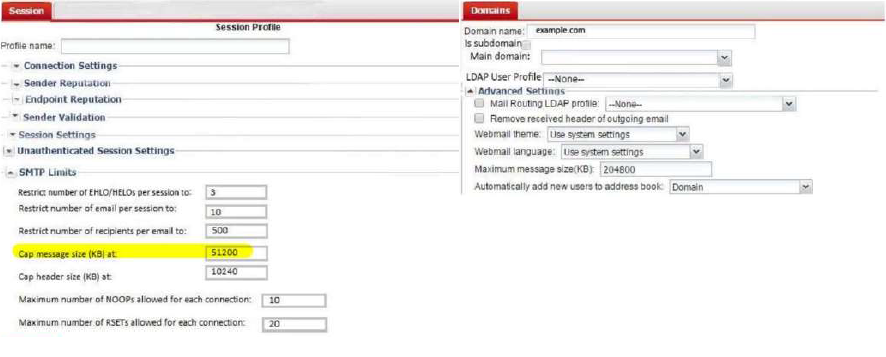 Session
Session Profile
Profile name:
Connection Settings
Sender Reputation
Endpoint Reputation
Sender Validation
Session Settings
Unauthenticated Session Settings
SMTP Limits
Restrict number of EHLO/HELOs per session to: 3
Restrict number of email per session to: 10
Restrict number of recipients per email to: 500
Cap message size (KB) at: 51200
Cap header size (KB) at: 10240
Maximum number of NOOPs allowed for each connection: 10
Maximum number of RSETs allowed for each connection: 20
Domains
Domain name: example.com
Is subdomain
Main domain:
LDAP User Profile --None--
Advanced Settings
Mail Routing LDAP profile: --None--
Remove received header of outgoing email
Webmail theme: Use system settings
Webmail language: Use system settings
Maximum message size(KB): 204800
Automatically add new users to address book: Domain